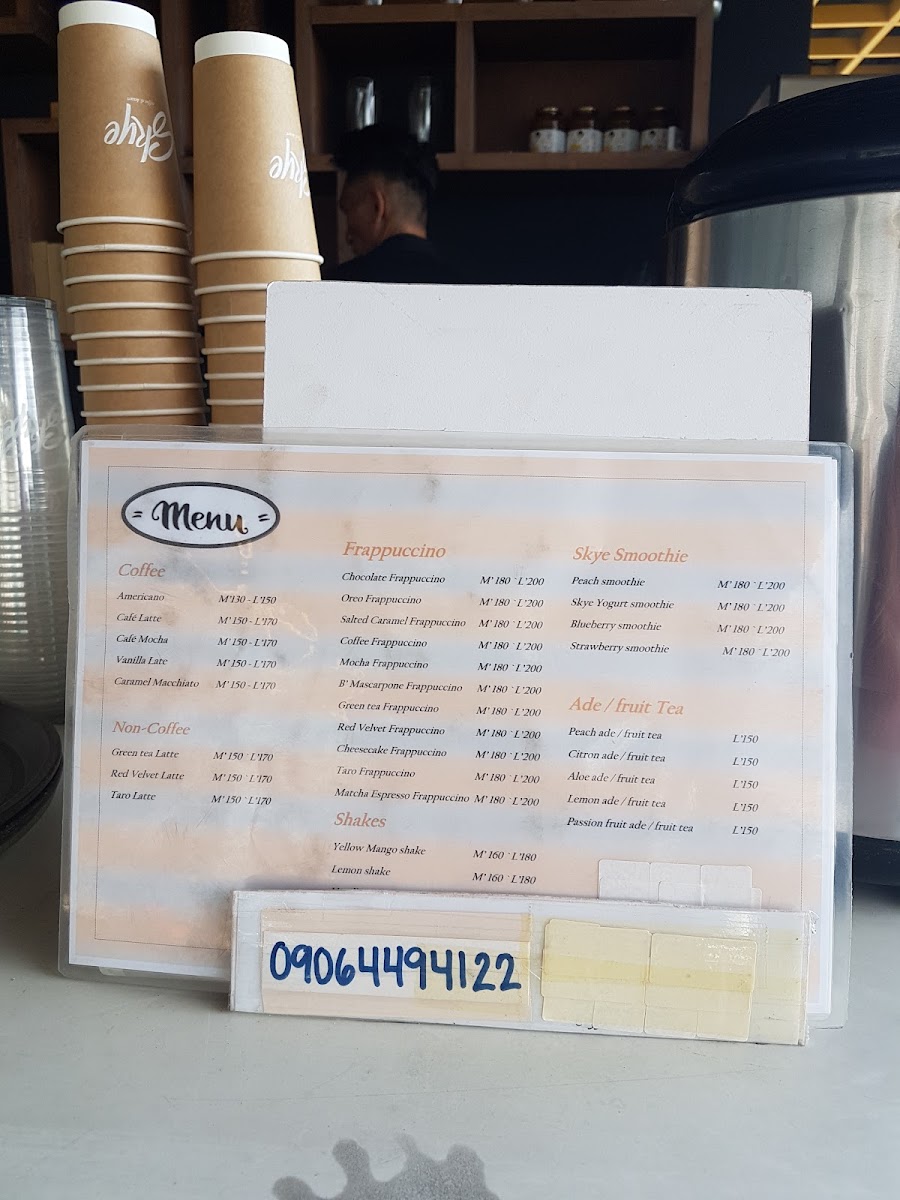 Skye
Skye
= Menu =
Coffee
Americano M'130 - L'150
Café Latte M'150 - L'170
Café Mocha M'150 - L'170
Vanilla Late M'150 - L'170
Caramel Macchiato M'150 - L'170
Non-Coffee
Green tea Latte M'150 ` L'170
Red Velvet Latte M'150 ` L'170
Taro Latte M'150 ` L'170
Frappuccino
Chocolate Frappuccino M'180 ` L'200
Oreo Frappuccino M'180 ` L'200
Salted Caramel Frappuccino M'180 ` L'200
Coffee Frappuccino M'180 ` L'200
Mocha Frappuccino M'180 ` L'200
B' Mascarpone Frappuccino M'180 ` L'200
Green tea Frappuccino M'180 ` L'200
Red Velvet Frappuccino M'180 ` L'200
Cheesecake Frappuccino M'180 ` L'200
Taro Frappuccino M'180 ` L'200
Matcha Espresso Frappuccino M'180 ` L'200
Shakes
Yellow Mango shake M'160 ` L'180
Lemon shake M'160 ` L'180
Skye Smoothie
Peach smoothie M'180 ` L'200
Skye Yogurt smoothie M'180 ` L'200
Blueberry smoothie M'180 ` L'200
Strawberry smoothie M'180 ` L'200
Ade / fruit Tea
Peach ade / fruit tea L'150
Citron ade / fruit tea L'150
Aloe ade / fruit tea L'150
Lemon ade / fruit tea L'150
Passion fruit ade / fruit tea L'150
09064494122